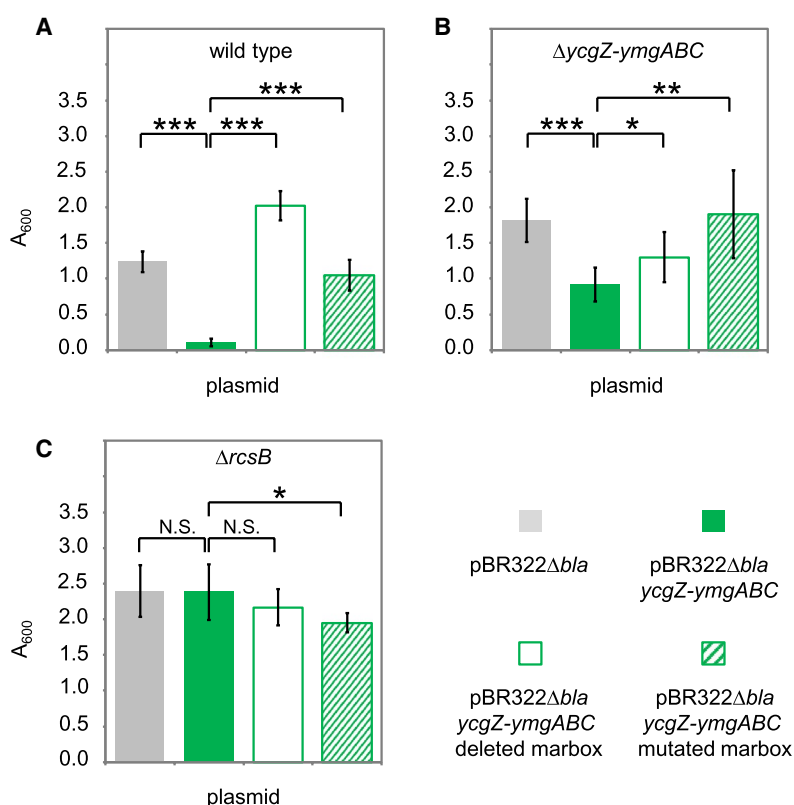 A
wild type
***
*** ***
3.5
3.0
2.5
2.0
1.5
1.0
0.5
0.0
A600
plasmid
B
ΔycgZ-ymgABC
**
*** *
3.5
3.0
2.5
2.0
1.5
1.0
0.5
0.0
plasmid
C
ΔrcsB
*
N.S. N.S.
3.5
3.0
2.5
2.0
1.5
1.0
0.5
0.0
A600
plasmid
pBR322Δbla
pBR322Δbla
ycgZ-ymgABC
pBR322Δbla
ycgZ-ymgABC
deleted marbox
pBR322Δbla
ycgZ-ymgABC
mutated marbox